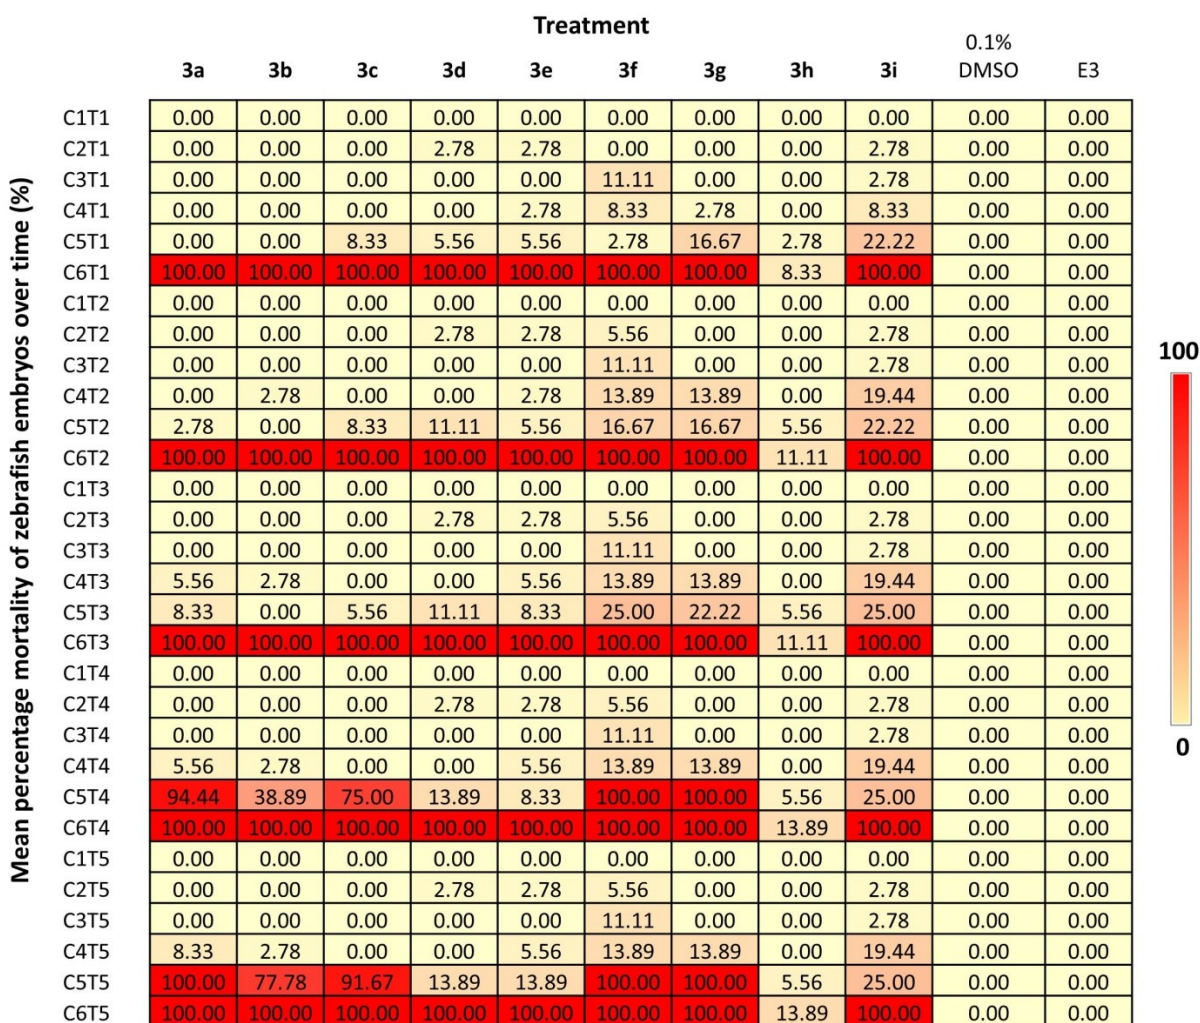 Treatment
3a 3b 3c 3d 3e 3f 3g 3h 3i 0.1% DMSO E3
Mean percentage mortality of zebrafish embryos over time (%)
C1T1 0.00 0.00 0.00 0.00 0.00 0.00 0.00 0.00 0.00 0.00 0.00
C2T1 0.00 0.00 0.00 2.78 2.78 0.00 0.00 0.00 2.78 0.00 0.00
C3T1 0.00 0.00 0.00 0.00 0.00 11.11 0.00 0.00 2.78 0.00 0.00
C4T1 0.00 0.00 0.00 0.00 2.78 8.33 2.78 0.00 8.33 0.00 0.00
C5T1 0.00 0.00 8.33 5.56 5.56 2.78 16.67 2.78 22.22 0.00 0.00
C6T1 100.00 100.00 100.00 100.00 100.00 100.00 100.00 8.33 100.00 0.00 0.00
C1T2 0.00 0.00 0.00 0.00 0.00 0.00 0.00 0.00 0.00 0.00 0.00
C2T2 0.00 0.00 0.00 2.78 2.78 5.56 0.00 0.00 2.78 0.00 0.00
C3T2 0.00 0.00 0.00 0.00 0.00 11.11 0.00 0.00 2.78 0.00 0.00
C4T2 0.00 2.78 0.00 0.00 2.78 13.89 13.89 0.00 19.44 0.00 0.00
C5T2 2.78 0.00 8.33 11.11 5.56 16.67 16.67 5.56 22.22 0.00 0.00
C6T2 100.00 100.00 100.00 100.00 100.00 100.00 100.00 11.11 100.00 0.00 0.00
C1T3 0.00 0.00 0.00 0.00 0.00 0.00 0.00 0.00 0.00 0.00 0.00
C2T3 0.00 0.00 0.00 2.78 2.78 5.56 0.00 0.00 2.78 0.00 0.00
C3T3 0.00 0.00 0.00 0.00 0.00 11.11 0.00 0.00 2.78 0.00 0.00
C4T3 5.56 2.78 0.00 0.00 5.56 13.89 13.89 0.00 19.44 0.00 0.00
C5T3 8.33 0.00 5.56 11.11 8.33 25.00 22.22 5.56 25.00 0.00 0.00
C6T3 100.00 100.00 100.00 100.00 100.00 100.00 100.00 11.11 100.00 0.00 0.00
C1T4 0.00 0.00 0.00 0.00 0.00 0.00 0.00 0.00 0.00 0.00 0.00
C2T4 0.00 0.00 0.00 2.78 2.78 5.56 0.00 0.00 2.78 0.00 0.00
C3T4 0.00 0.00 0.00 0.00 0.00 11.11 0.00 0.00 2.78 0.00 0.00
C4T4 5.56 2.78 0.00 0.00 5.56 13.89 13.89 0.00 19.44 0.00 0.00
C5T4 94.44 38.89 75.00 13.89 8.33 100.00 100.00 5.56 25.00 0.00 0.00
C6T4 100.00 100.00 100.00 100.00 100.00 100.00 100.00 13.89 100.00 0.00 0.00
C1T5 0.00 0.00 0.00 0.00 0.00 0.00 0.00 0.00 0.00 0.00 0.00
C2T5 0.00 0.00 0.00 2.78 2.78 5.56 0.00 0.00 2.78 0.00 0.00
C3T5 0.00 0.00 0.00 0.00 0.00 11.11 0.00 0.00 2.78 0.00 0.00
C4T5 8.33 2.78 0.00 0.00 5.56 13.89 13.89 0.00 19.44 0.00 0.00
C5T5 100.00 77.78 91.67 13.89 13.89 100.00 100.00 5.56 25.00 0.00 0.00
C6T5 100.00 100.00 100.00 100.00 100.00 100.00 100.00 13.89 100.00 0.00 0.00
100
0